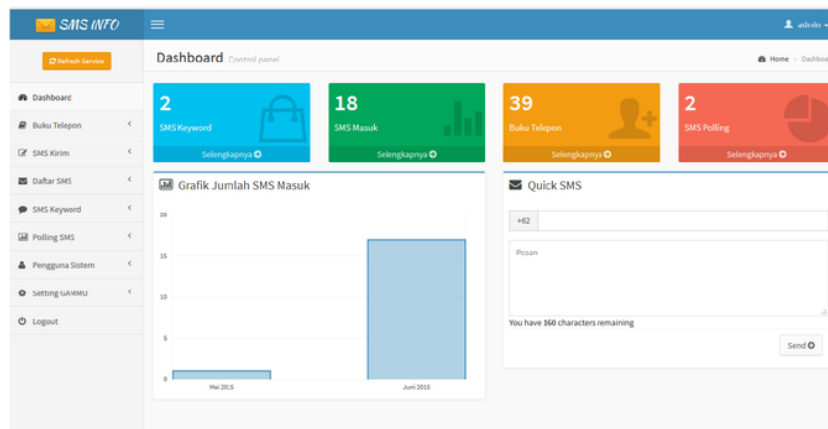 SMS INFO
admin
Refresh Service
Dashboard Control panel
Home > Dashboa
Dashboard
Buku Telepon
SMS Kirim
Daftar SMS
SMS Keyword
Polling SMS
Pengguna Sistem
Setting GAMMU
Logout
2
SMS Keyword
Selengkapnya
18
SMS Masuk
Selengkapnya
39
Buku Telepon
Selengkapnya
2
SMS Polling
Selengkapnya
Grafik Jumlah SMS Masuk
20
15
10
5
0
Mei 2015
Juni 2015
Quick SMS
+62
Pesan
You have 160 characters remaining
Send